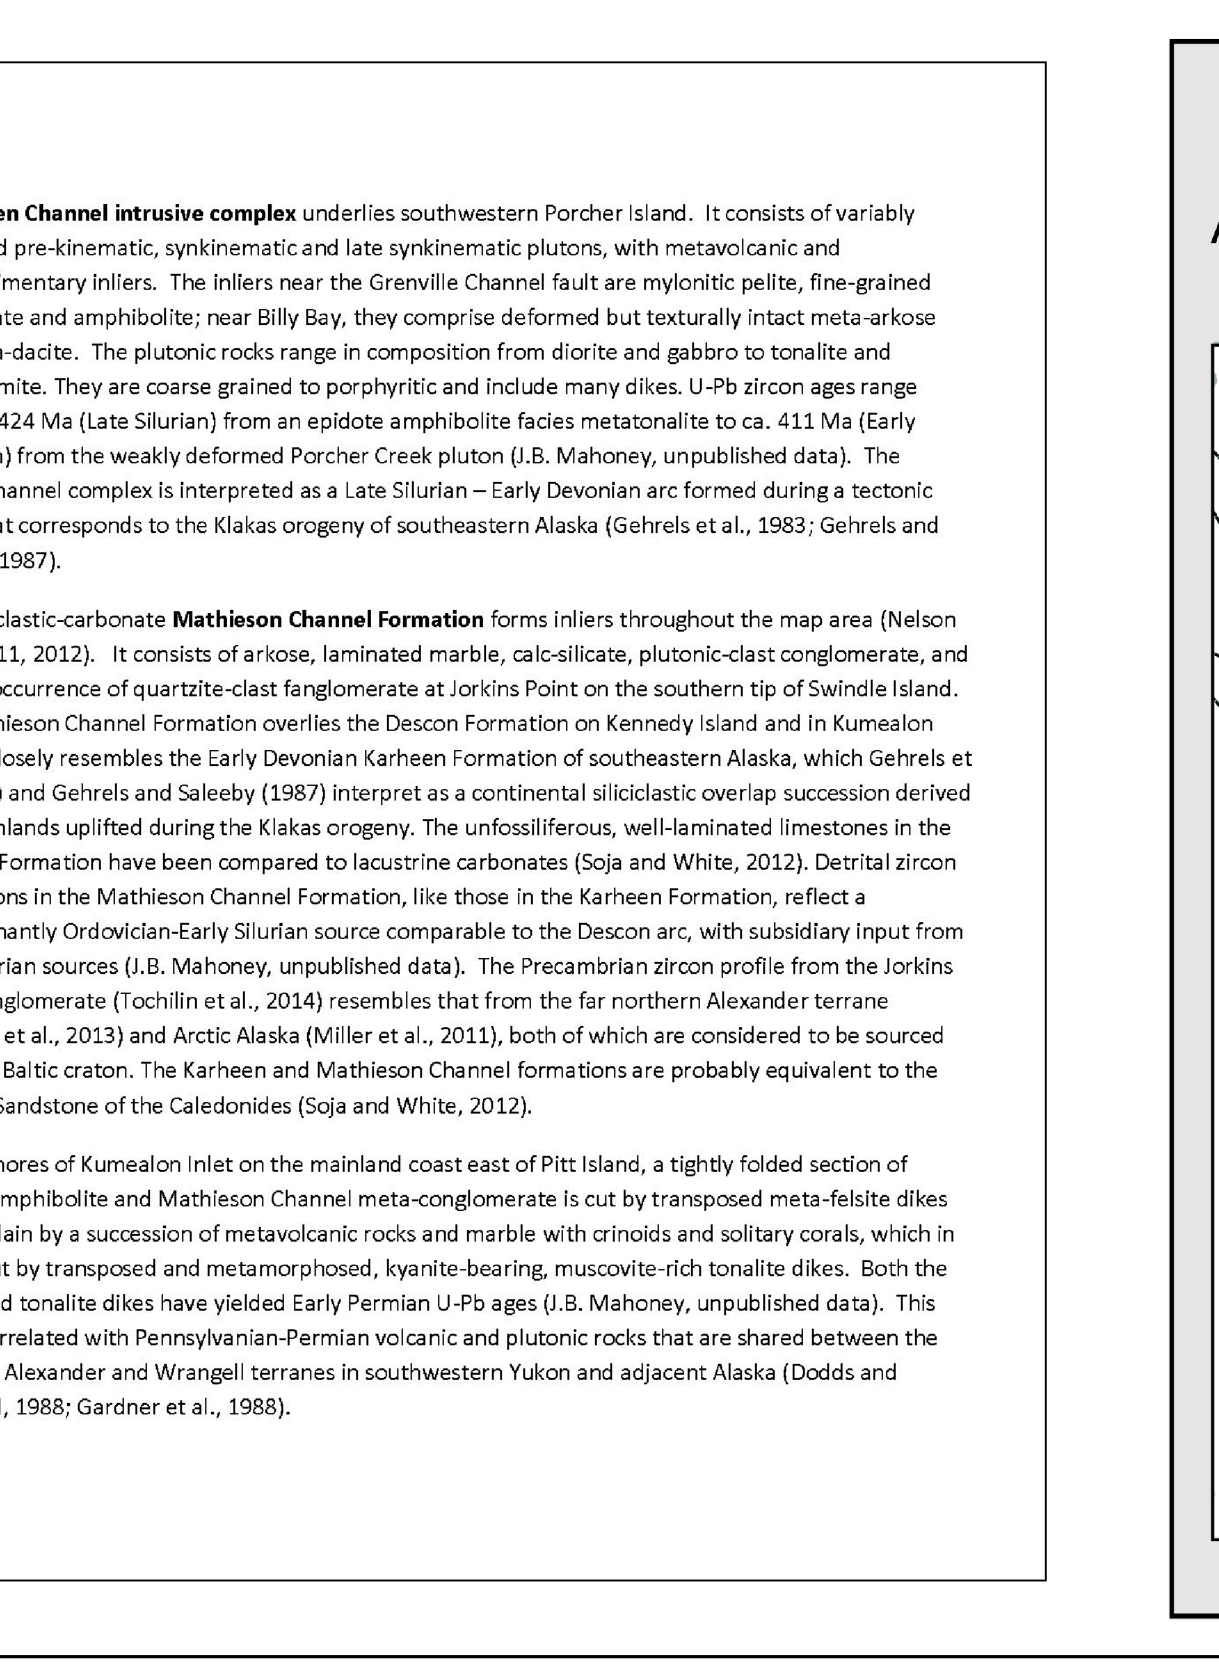 en Channel intrusive complex underlies southwestern Porcher Island. It consists of variably
d pre-kinematic, synkinematic and late synkinematic plutons, with metavolcanic and
imentary inliers. The inliers near the Grenville Channel fault are mylonitic pelite, fine-grained
ate and amphibolite; near Billy Bay, they comprise deformed but texturally intact meta-arkose
a-dacite. The plutonic rocks range in composition from diorite and gabbro to tonalite and
mite. They are coarse grained to porphyritic and include many dikes. U-Pb zircon ages range
424 Ma (Late Silurian) from an epidote amphibolite facies metatonalite to ca. 411 Ma (Early
n) from the weakly deformed Porcher Creek pluton (J.B. Mahoney, unpublished data). The
hannel complex is interpreted as a Late Silurian – Early Devonian arc formed during a tectonic
at corresponds to the Klakas orogeny of southeastern Alaska (Gehrels et al., 1983; Gehrels and
1987).
clastic-carbonate Mathieson Channel Formation forms inliers throughout the map area (Nelson
11, 2012). It consists of arkose, laminated marble, calc-silicate, plutonic-clast conglomerate, and
occurrence of quartzite-clast fanglomerate at Jorkins Point on the southern tip of Swindle Island.
hieson Channel Formation overlies the Descon Formation on Kennedy Island and in Kumealon
losely resembles the Early Devonian Karheen Formation of southeastern Alaska, which Gehrels et
) and Gehrels and Saleeby (1987) interpret as a continental siliciclastic overlap succession derived
hlands uplifted during the Klakas orogeny. The unfossiliferous, well-laminated limestones in the
Formation have been compared to lacustrine carbonates (Soja and White, 2012). Detrital zircon
ons in the Mathieson Channel Formation, like those in the Karheen Formation, reflect a
nantly Ordovician-Early Silurian source comparable to the Descon arc, with subsidiary input from
rian sources (J.B. Mahoney, unpublished data). The Precambrian zircon profile from the Jorkins
nglomerate (Tochilin et al., 2014) resembles that from the far northern Alexander terrane
et al., 2013) and Arctic Alaska (Miller et al., 2011), both of which are considered to be sourced
Baltic craton. The Karheen and Mathieson Channel formations are probably equivalent to the
Sandstone of the Caledonides (Soja and White, 2012).
hores of Kumealon Inlet on the mainland coast east of Pitt Island, a tightly folded section of
mphibolite and Mathieson Channel meta-conglomerate is cut by transposed meta-felsite dikes
lain by a succession of metavolcanic rocks and marble with crinoids and solitary corals, which in
t by transposed and metamorphosed, kyanite-bearing, muscovite-rich tonalite dikes. Both the
d tonalite dikes have yielded Early Permian U-Pb ages (J.B. Mahoney, unpublished data). This
rrelated with Pennsylvanian-Permian volcanic and plutonic rocks that are shared between the
Alexander and Wrangell terranes in southwestern Yukon and adjacent Alaska (Dodds and
l, 1988; Gardner et al., 1988).